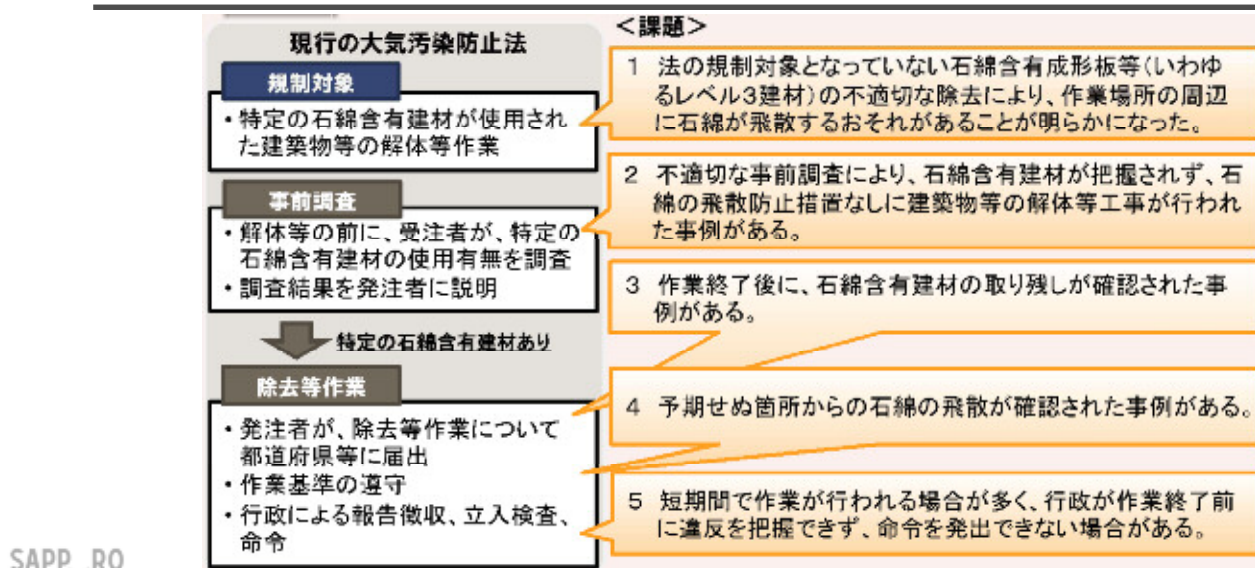 現行の大気汚染防止法
規制対象
・特定の石綿含有建材が使用され
た建築物等の解体等作業
事前調査
・解体等の前に、受注者が、特定の
石綿含有建材の使用有無を調査
・調査結果を発注者に説明
特定の石綿含有建材あり
除去等作業
・発注者が、除去等作業について
都道府県等に届出
・作業基準の遵守
・行政による報告徴収、立入検査、
命令
＜課題＞
1 法の規制対象となっていない石綿含有成形板等(いわゆ
るレベル3建材)の不適切な除去により、作業場所の周辺
に石綿が飛散するおそれがあることが明らかになった。
2 不適切な事前調査により、石綿含有建材が把握されず、石
綿の飛散防止措置なしに建築物等の解体等工事が行われ
た事例がある。
3 作業終了後に、石綿含有建材の取り残しが確認された事
例がある。
4 予期せぬ箇所からの石綿の飛散が確認された事例がある。
5 短期間で作業が行われる場合が多く、行政が作業終了前
に違反を把握できず、命令を発出できない場合がある。
SAPP